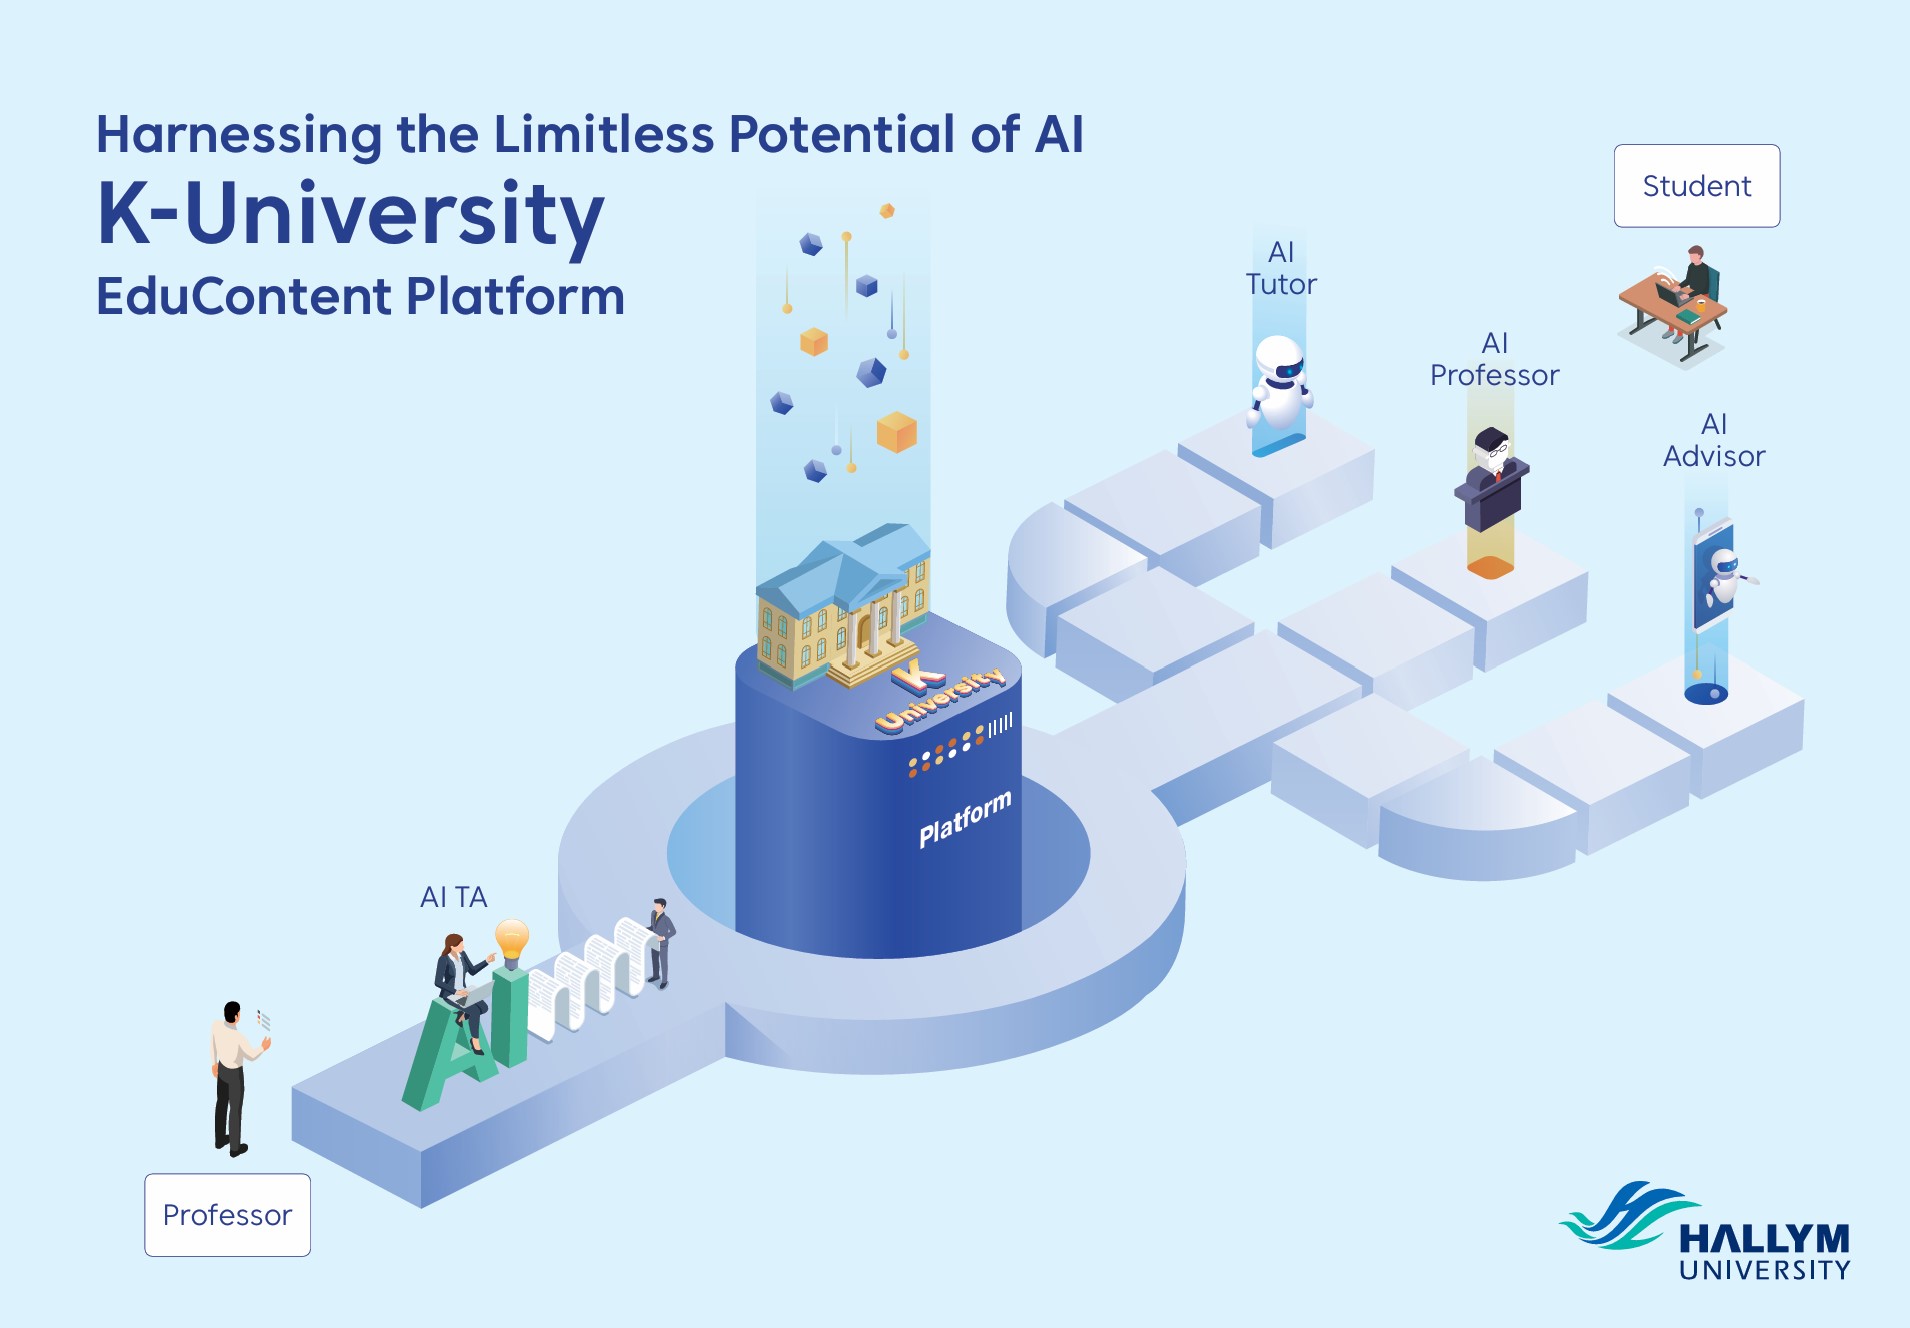 Harnessing the Limitless Potential of AI
K-University
EduContent Platform
Student
AI
Tutor
AI
Professor
AI
Advisor
K
University
Platform
AI TA
AI
Professor
HALLYM
UNIVERSITY